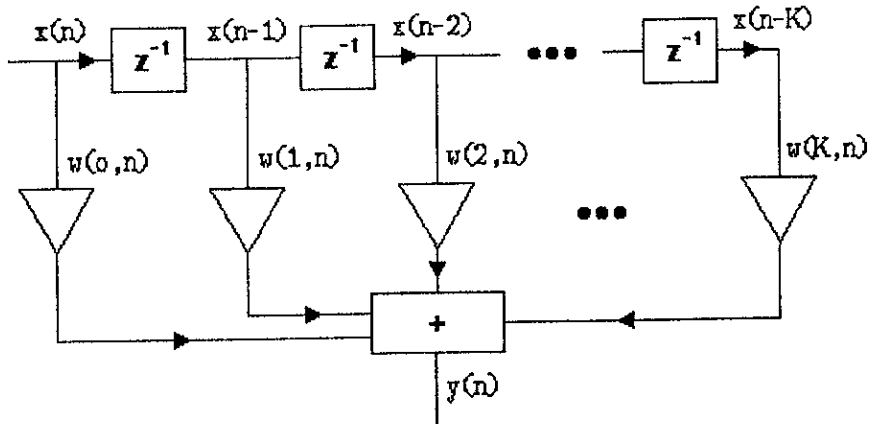 x(n) x(n-1) x(n-2) x(n-K)
z⁻¹ z⁻¹ ••• z⁻¹
w(o,n) w(1,n) w(2,n) w(K,n)
•••
+
y(n)